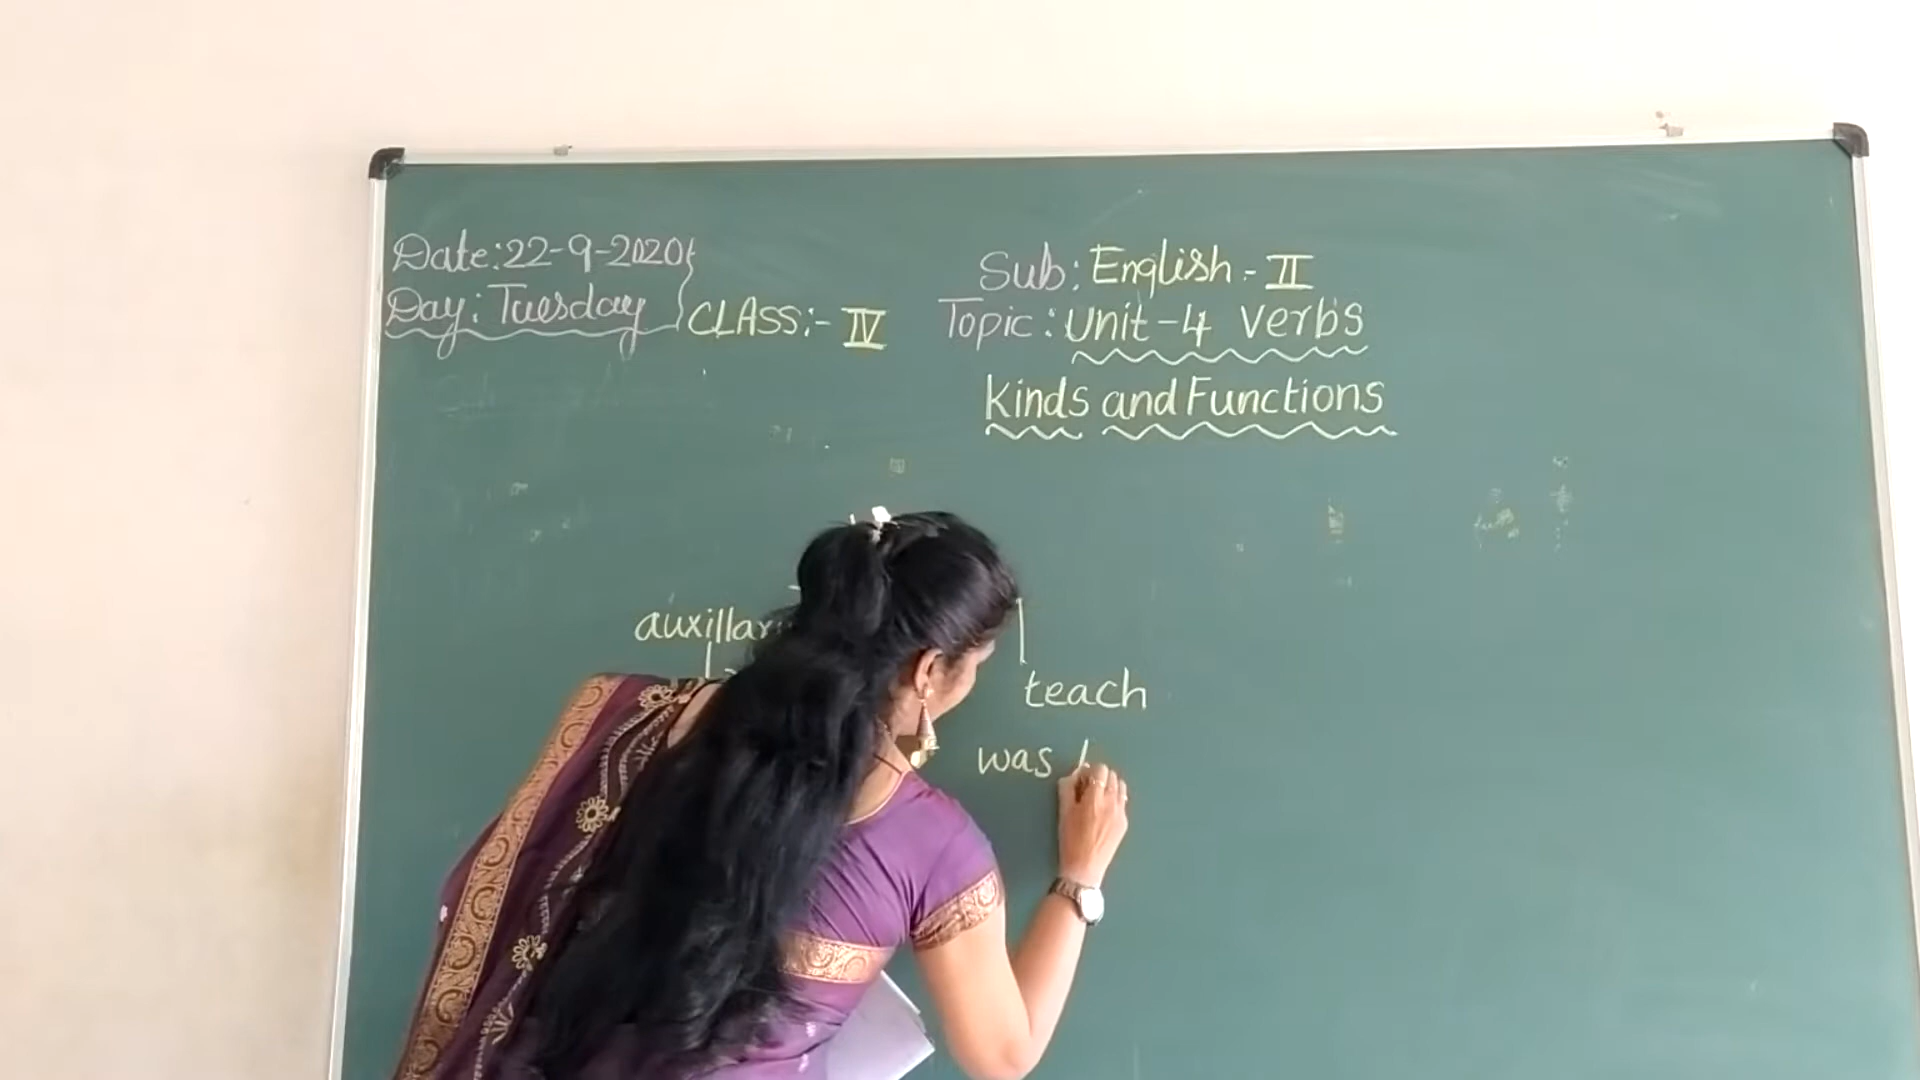 Date:22-9-2020
Day: Tuesday
CLASS:- IV
Sub: English - II
Topic: Unit-4 verbs
Kinds and Functions
auxillary
teach
was